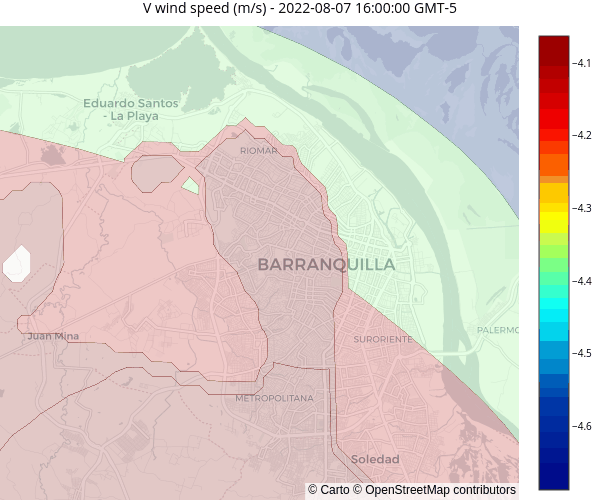 V wind speed (m/s) - 2022-08-07 16:00:00 GMT-5
Eduardo Santos
- La Playa
RIOMAR
BARRANQUILLA
Juan Mina
SURORIENTE
PALERMO
METROPOLITANA
Soledad
© Carto © OpenStreetMap contributors
−4.1
−4.2
−4.3
−4.4
−4.5
−4.6